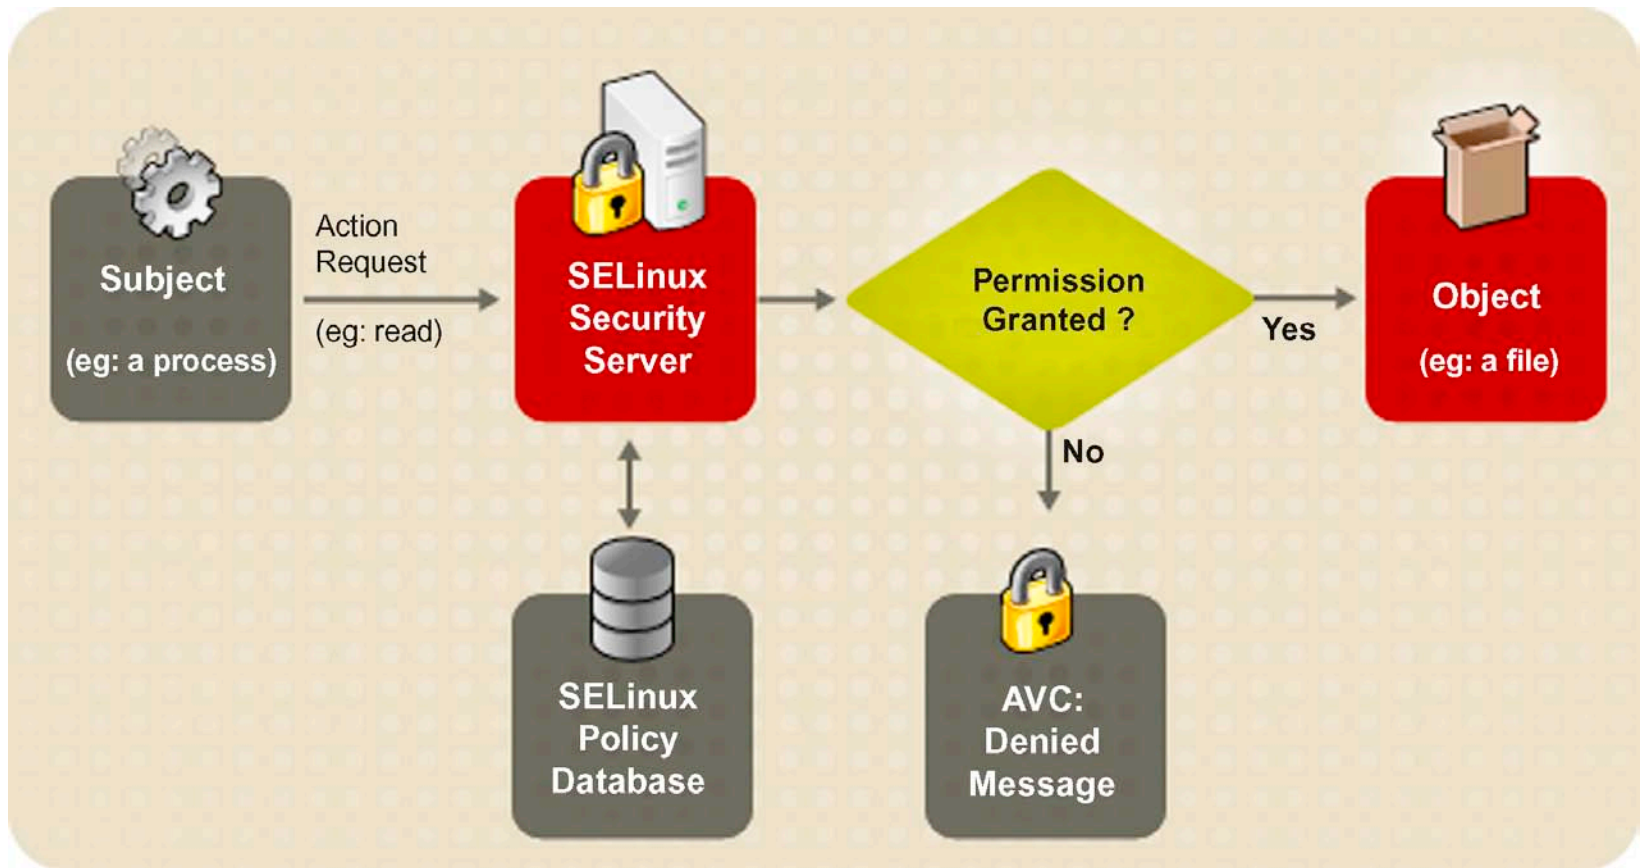 Subject
(eg: a process)
Action
Request
(eg: read)
SELinux
Security
Server
Permission
Granted ?
Yes
Object
(eg: a file)
No
SELinux
Policy
Database
AVC:
Denied
Message